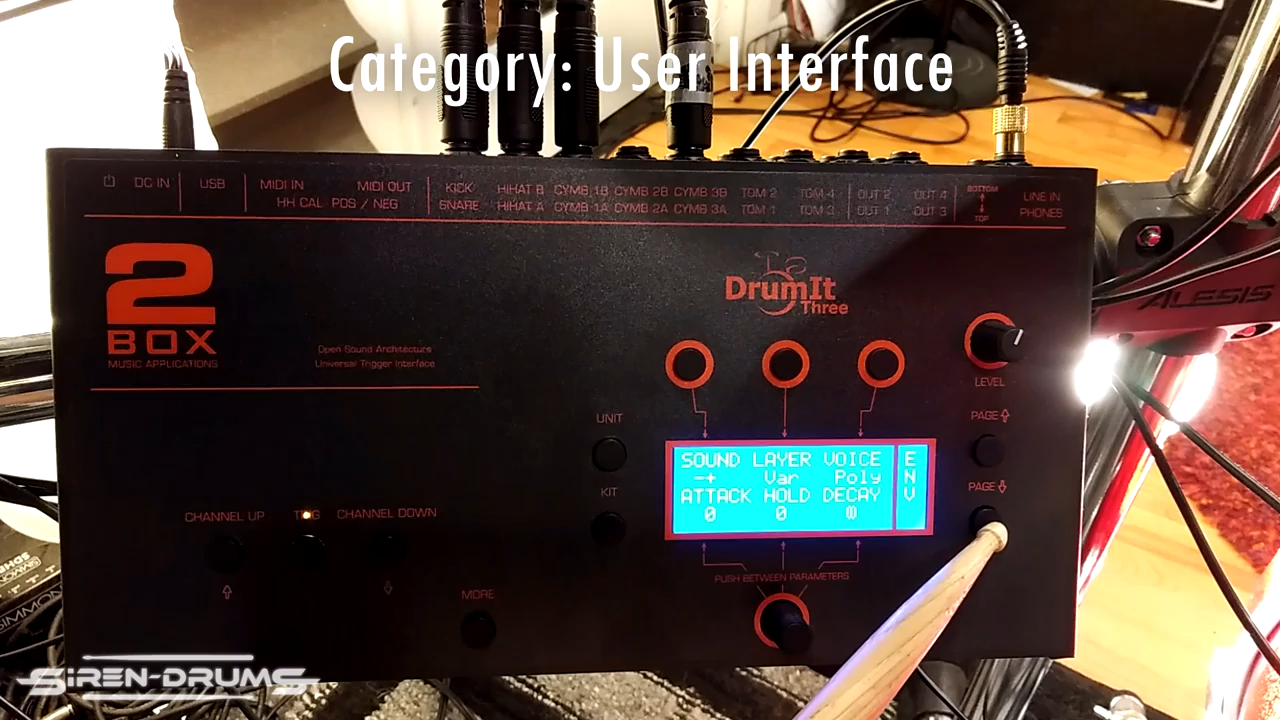 Category: User Interface
DC IN
USB
MIDI IN MIDI OUT
HH CAL POS / NEG
KICK HIHAT B CYMB 1B CYMB 2B CYMB 3B TOM 2 TOM 4
SNARE HIHAT A CYMB 1A CYMB 2A CYMB 3A TOM 1 TOM 3
OUT 2 OUT 4
OUT 1 OUT 3
BOTTOM
TOP
LINE IN
PHONES
2
BOX
MUSIC APPLICATIONS
Open Sound Architecture
Universal Trigger Interface
DrumIt
Three
ALESIS
LEVEL
UNIT
PAGE
KIT
PAGE
SOUND LAYER VOICE
-+ Var Poly
ATTACK HOLD DECAY
0 0 ∞
ENV
CHANNEL UP TRIG CHANNEL DOWN
PUSH BETWEEN PARAMETERS
MORE
SIMMONS
SIREN-DRUMS